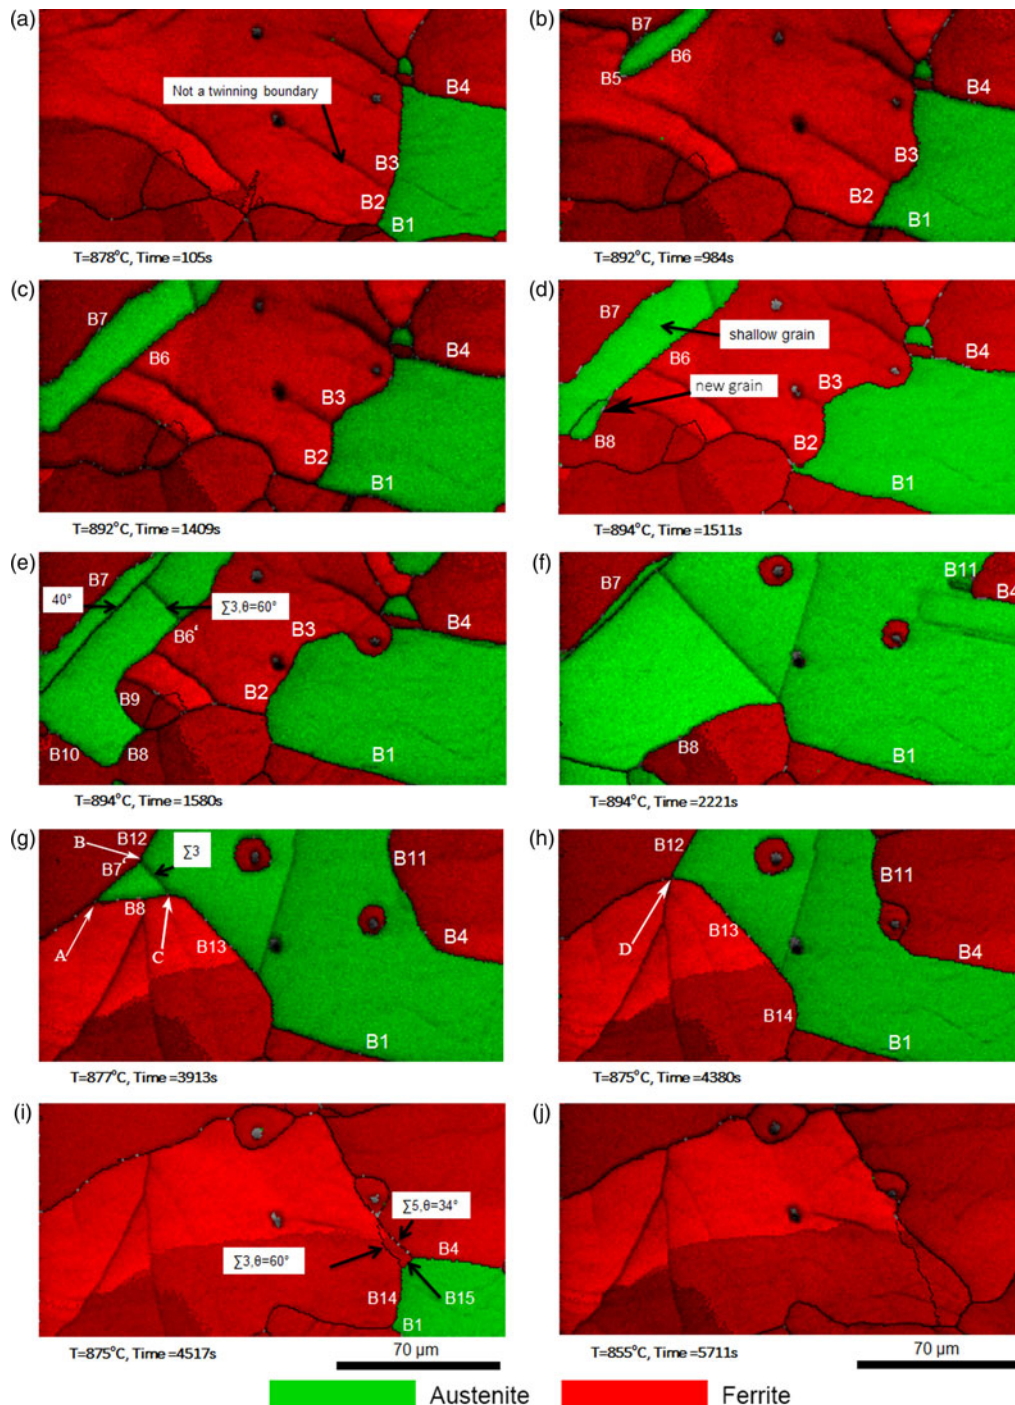 (a)
B4
Not a twinning boundary
B3
B2
B1
T=878°C, Time=105s
(b)
B7
B6
B5
B4
B3
B2
B1
T=892°C, Time=984s
(c)
B7
B6
B4
B3
B2
B1
T=892°C, Time=1409s
(d)
B7
shallow grain
B6
B4
B3
new grain
B8
B2
B1
T=894°C, Time=1511s
(e)
B7
40°
∑3,θ=60°
B6'
B3
B4
B9
B2
B10
B8
B1
T=894°C, Time=1580s
(f)
B7
B11
B4
B8
B1
T=894°C, Time=2221s
(g)
B12
B
∑3
B7'
B11
B8
A
C
B13
B4
B1
T=877°C, Time=3913s
(h)
B12
B11
B13
D
B4
B14
B1
T=875°C, Time=4380s
(i)
∑5,θ=34°
∑3,θ=60°
B4
B14
B15
B1
T=875°C, Time=4517s
70 µm
(j)
T=855°C, Time=5711s
70 µm
Austenite
Ferrite